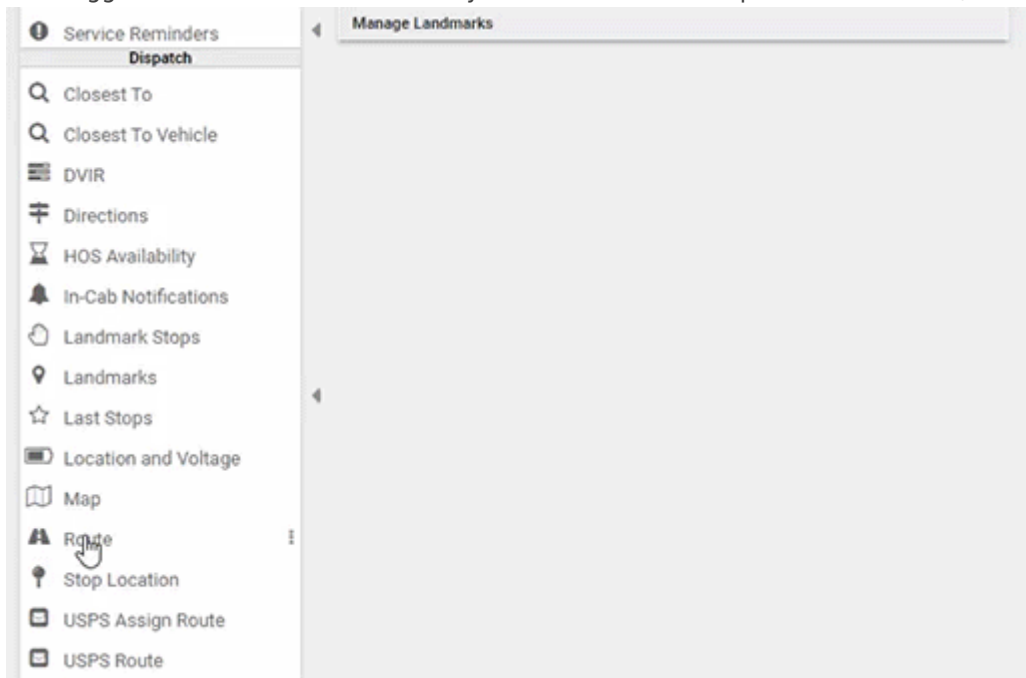 Service Reminders
Manage Landmarks
Dispatch
Closest To
Closest To Vehicle
DVIR
Directions
HOS Availability
In-Cab Notifications
Landmark Stops
Landmarks
Last Stops
Location and Voltage
Map
Route
Stop Location
USPS Assign Route
USPS Route